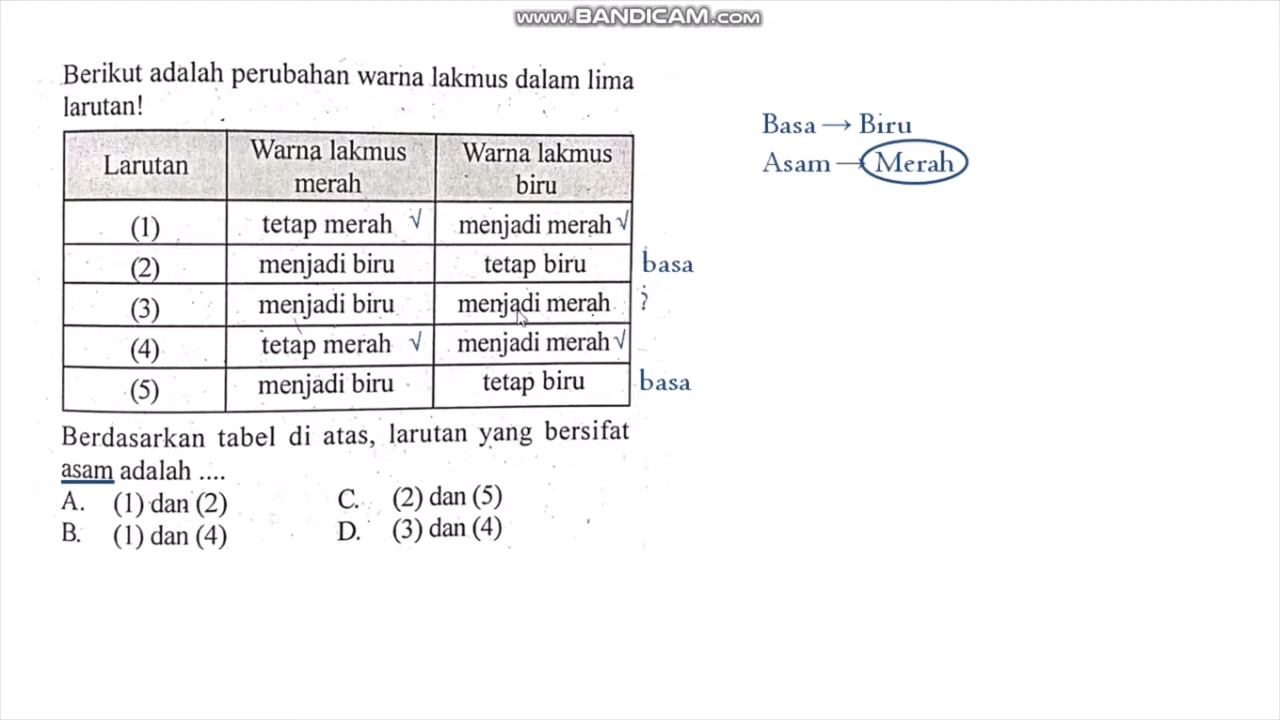 www.BANDICAM.com
Berikut adalah perubahan warna lakmus dalam lima
larutan!
Larutan Warna lakmus merah Warna lakmus biru
(1) tetap merah √ menjadi merah √
(2) menjadi biru tetap biru basa
(3) menjadi biru menjadi merah ?
(4) tetap merah √ menjadi merah √
(5) menjadi biru tetap biru basa
Berdasarkan tabel di atas, larutan yang bersifat
asam adalah ....
A. (1) dan (2) C. (2) dan (5)
B. (1) dan (4) D. (3) dan (4)
Basa → Biru
Asam → Merah